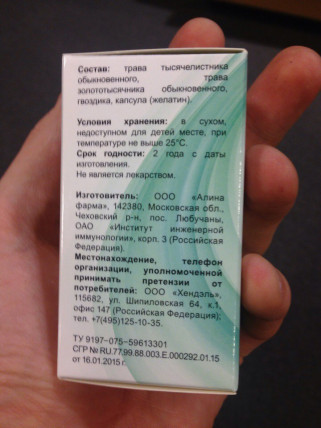 Состав: трава тысячелистника
обыкновенного, трава
золототысячника обыкновенного,
гвоздика, капсула (желатин).
Условия хранения: в сухом,
недоступном для детей месте, при
температуре не выше 25°С.
Срок годности: 2 года с даты
изготовления.
Не является лекарством.
Изготовитель: ООО «Алина
фарма», 142380, Московская обл.,
Чеховский р-н, пос. Любучаны,
ОАО «Институт инженерной
иммунологии», корп. 3 (Российская
Федерация).
Местонахождение, телефон
организации, уполномоченной
принимать претензии от
потребителей: ООО «Хендэль»,
115682, ул. Шипиловская 64, к.1,
офис 147 (Российская Федерация);
тел. +7(495)125-10-35.
ТУ 9197-075-59613301
СГР № RU.77.99.88.003.Е.000292.01.15
от 16.01.2015 г.